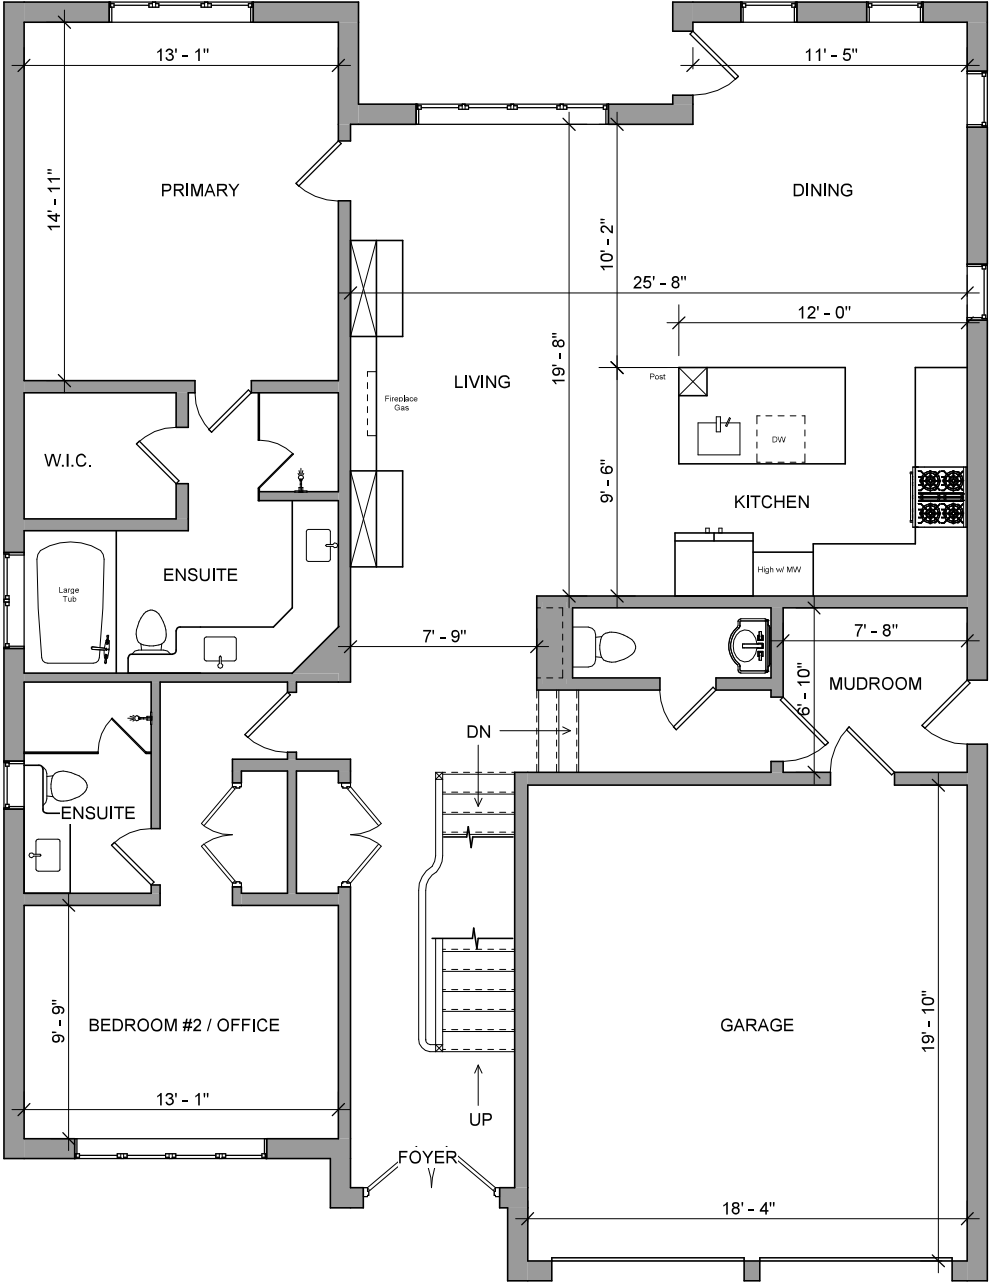 13' - 1"
11' - 5"
14' - 11"
PRIMARY
DINING
10' - 2"
25' - 8"
12' - 0"
19' - 8"
LIVING
Post
Fireplace
Gas
DW
W.I.C.
9' - 6"
KITCHEN
High w/ MW
ENSUITE
Large
Tub
7' - 9"
7' - 8"
6' - 10"
MUDROOM
DN
ENSUITE
9' - 9"
BEDROOM #2 / OFFICE
GARAGE
19' - 10"
13' - 1"
UP
FOYER
18' - 4"